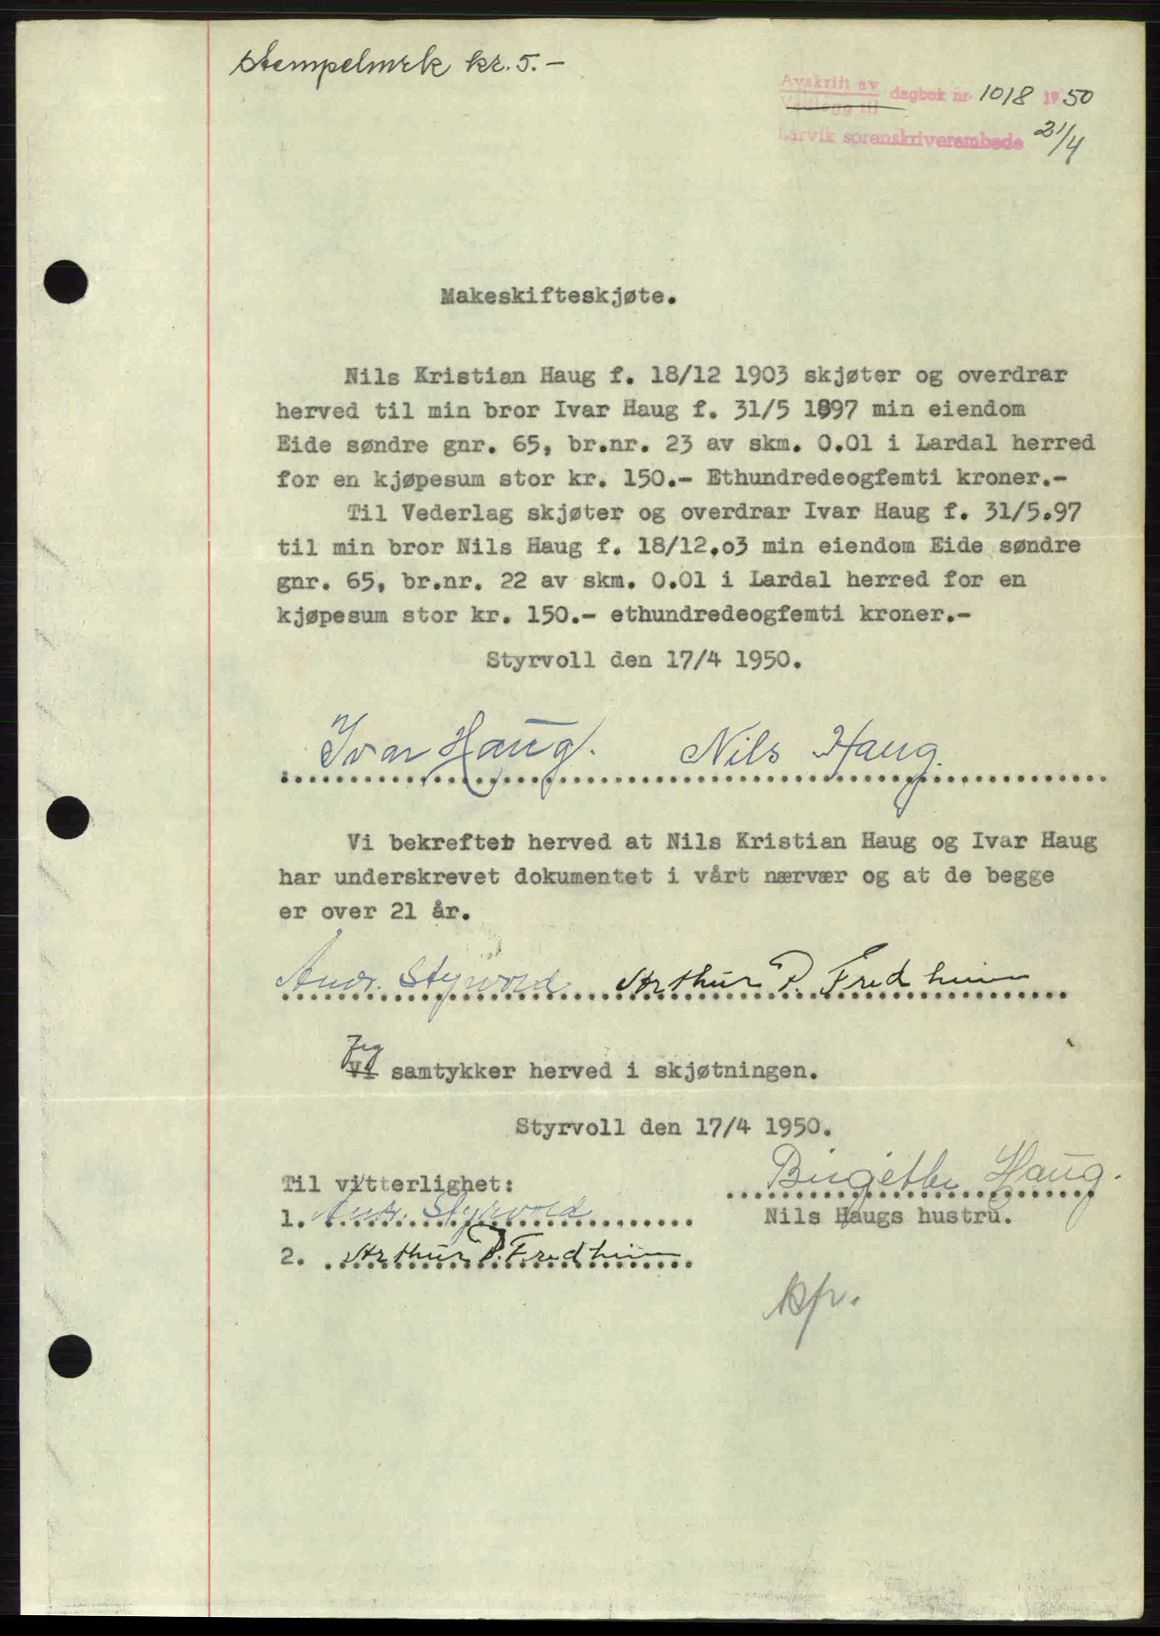 Stempelmrk kr. 5.-
Avskrift av
Vedlegg til
dagbok nr. 1018 1950
Larvik sorenskriverembede 21/4
Makeskifteskjøte.
Nils Kristian Haug f. 18/12 1903 skjøter og overdrar
herved til min bror Ivar Haug f. 31/5 1897 min eiendom
Eide søndre gnr. 65, br.nr. 23 av skm. 0.01 i Lardal herred
for en kjøpesum stor kr. 150.- Ethundredeogfemti kroner.-
Til Vederlag skjøter og overdrar Ivar Haug f. 31/5.97
til min bror Nils Haug f. 18/12.o3 min eiendom Eide søndre
gnr. 65, br.nr. 22 av skm. 0.01 i Lardal herred for en
kjøpesum stor kr. 150.- ethundredeogfemti kroner.-
Styrvoll den 17/4 1950.
Ivar Haug. Nils Haug.
Vi bekrefter herved at Nils Kristian Haug og Ivar Haug
har underskrevet dokumentet i vårt nærvær og at de begge
er over 21 år.
Andr. Styrvold Arthur P. Fredheim
Jeg
Vi samtykker herved i skjøtningen.
Styrvoll den 17/4 1950.
Birgethe Haug.
Til vitterlighet:
1. Andr. Styrvold
Nils Haugs hustru.
2. Arthur P. Fredheim
kp.